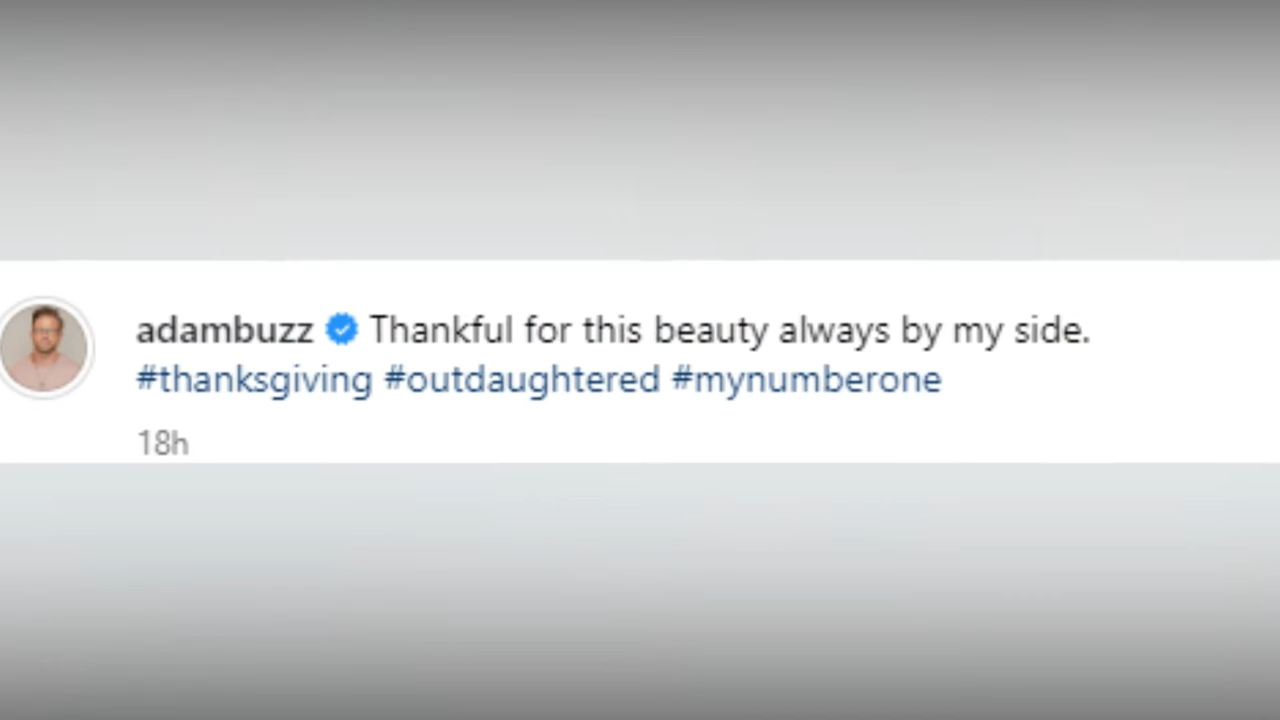 adambuzz Thankful for this beauty always by my side.
#thanksgiving #outdaughtered #mynumberone
18h